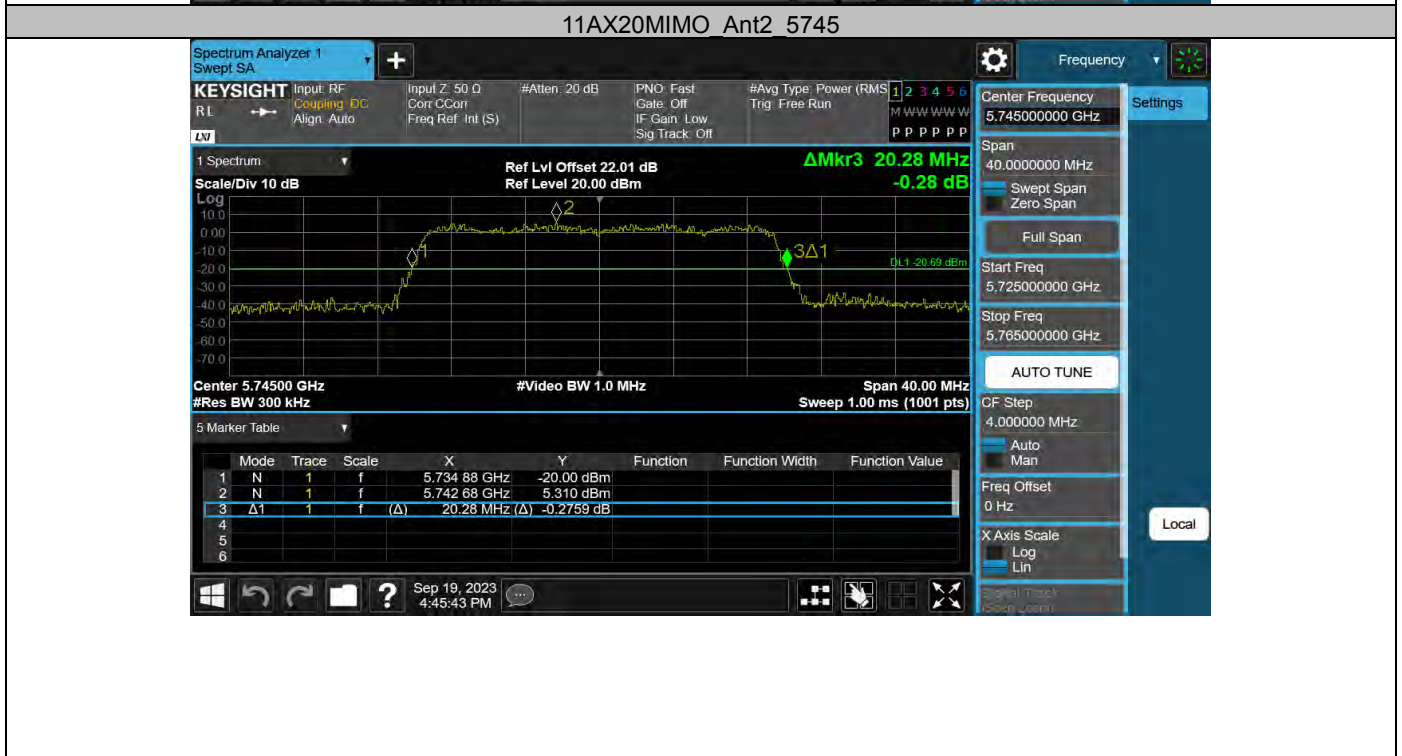 11AX20MIMO_Ant2_5745
Spectrum Analyzer 1
Swept SA
+
Frequency
KEYSIGHT
RL
LXI
Input: RF
Coupling: DC
Align: Auto
Input Z: 50 Ω
Corr CCorr
Freq Ref: Int (S)
#Atten: 20 dB
PNO: Fast
Gate: Off
IF Gain: Low
Sig Track: Off
#Avg Type: Power (RMS
Trig: Free Run
1 2 3 4 5 6
M W W W W W
P P P P P P
1 Spectrum
Scale/Div 10 dB
Ref Lvl Offset 22.01 dB
Ref Level 20.00 dBm
ΔMkr3 20.28 MHz
-0.28 dB
Log
10.0
0.00
-10.0
-20.0
-30.0
-40.0
-50.0
-60.0
-70.0
1
2
3Δ1
DL1 -20.69 dBm
Center 5.74500 GHz
#Res BW 300 kHz
#Video BW 1.0 MHz
Span 40.00 MHz
Sweep 1.00 ms (1001 pts)
5 Marker Table
Mode Trace Scale X Y Function Function Width Function Value
1 N 1 f 5.734 88 GHz -20.00 dBm
2 N 1 f 5.742 68 GHz 5.310 dBm
3 Δ1 1 f (Δ) 20.28 MHz (Δ) -0.2759 dB
4
5
6
Center Frequency
5.745000000 GHz
Settings
Span
40.0000000 MHz
Swept Span
Zero Span
Full Span
Start Freq
5.725000000 GHz
Stop Freq
5.765000000 GHz
AUTO TUNE
CF Step
4.000000 MHz
Auto
Man
Freq Offset
0 Hz
X Axis Scale
Log
Lin
Signal Track
(Span Zoom)
Local
?
Sep 19, 2023
4:45:43 PM